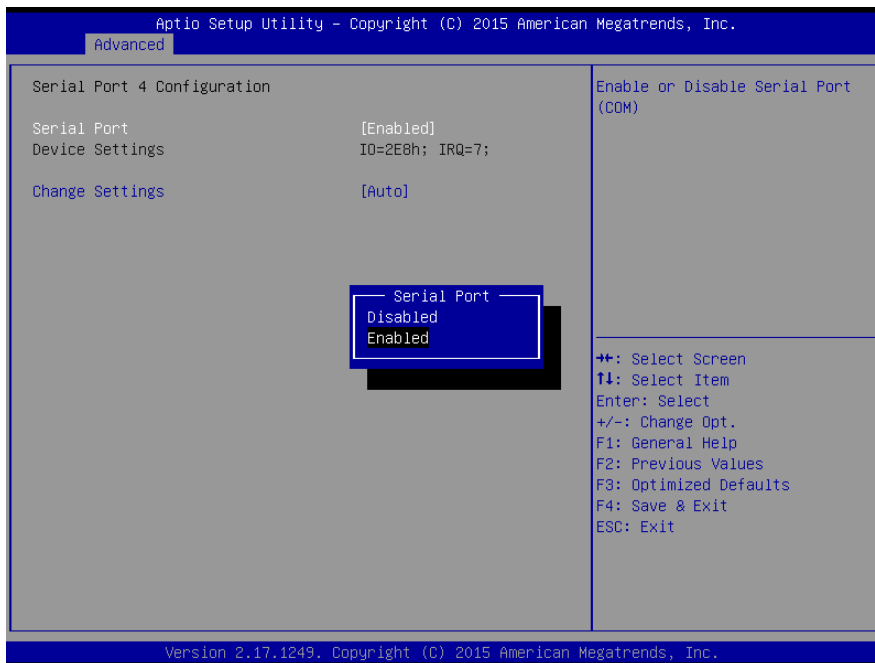 Aptio Setup Utility – Copyright (C) 2015 American Megatrends, Inc.
Advanced
Serial Port 4 Configuration
Serial Port [Enabled]
Device Settings IO=2E8h; IRQ=7;
Change Settings [Auto]
Serial Port
Disabled
Enabled
Enable or Disable Serial Port
(COM)
→←: Select Screen
↑↓: Select Item
Enter: Select
+/-: Change Opt.
F1: General Help
F2: Previous Values
F3: Optimized Defaults
F4: Save & Exit
ESC: Exit
Version 2.17.1249. Copyright (C) 2015 American Megatrends, Inc.